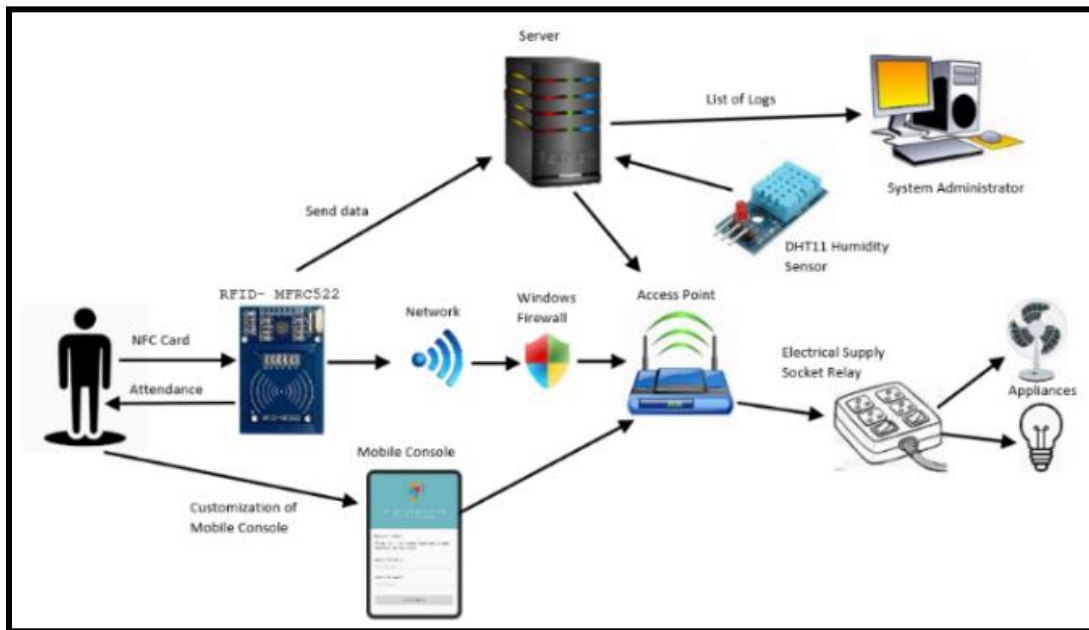 Server
List of Logs
System Administrator
Send data
DHT11 Humidity
Sensor
RFID- MFRC522
Network
Windows
Firewall
Access Point
NFC Card
Electrical Supply
Socket Relay
Appliances
Attendance
Mobile Console
Customization of
Mobile Console